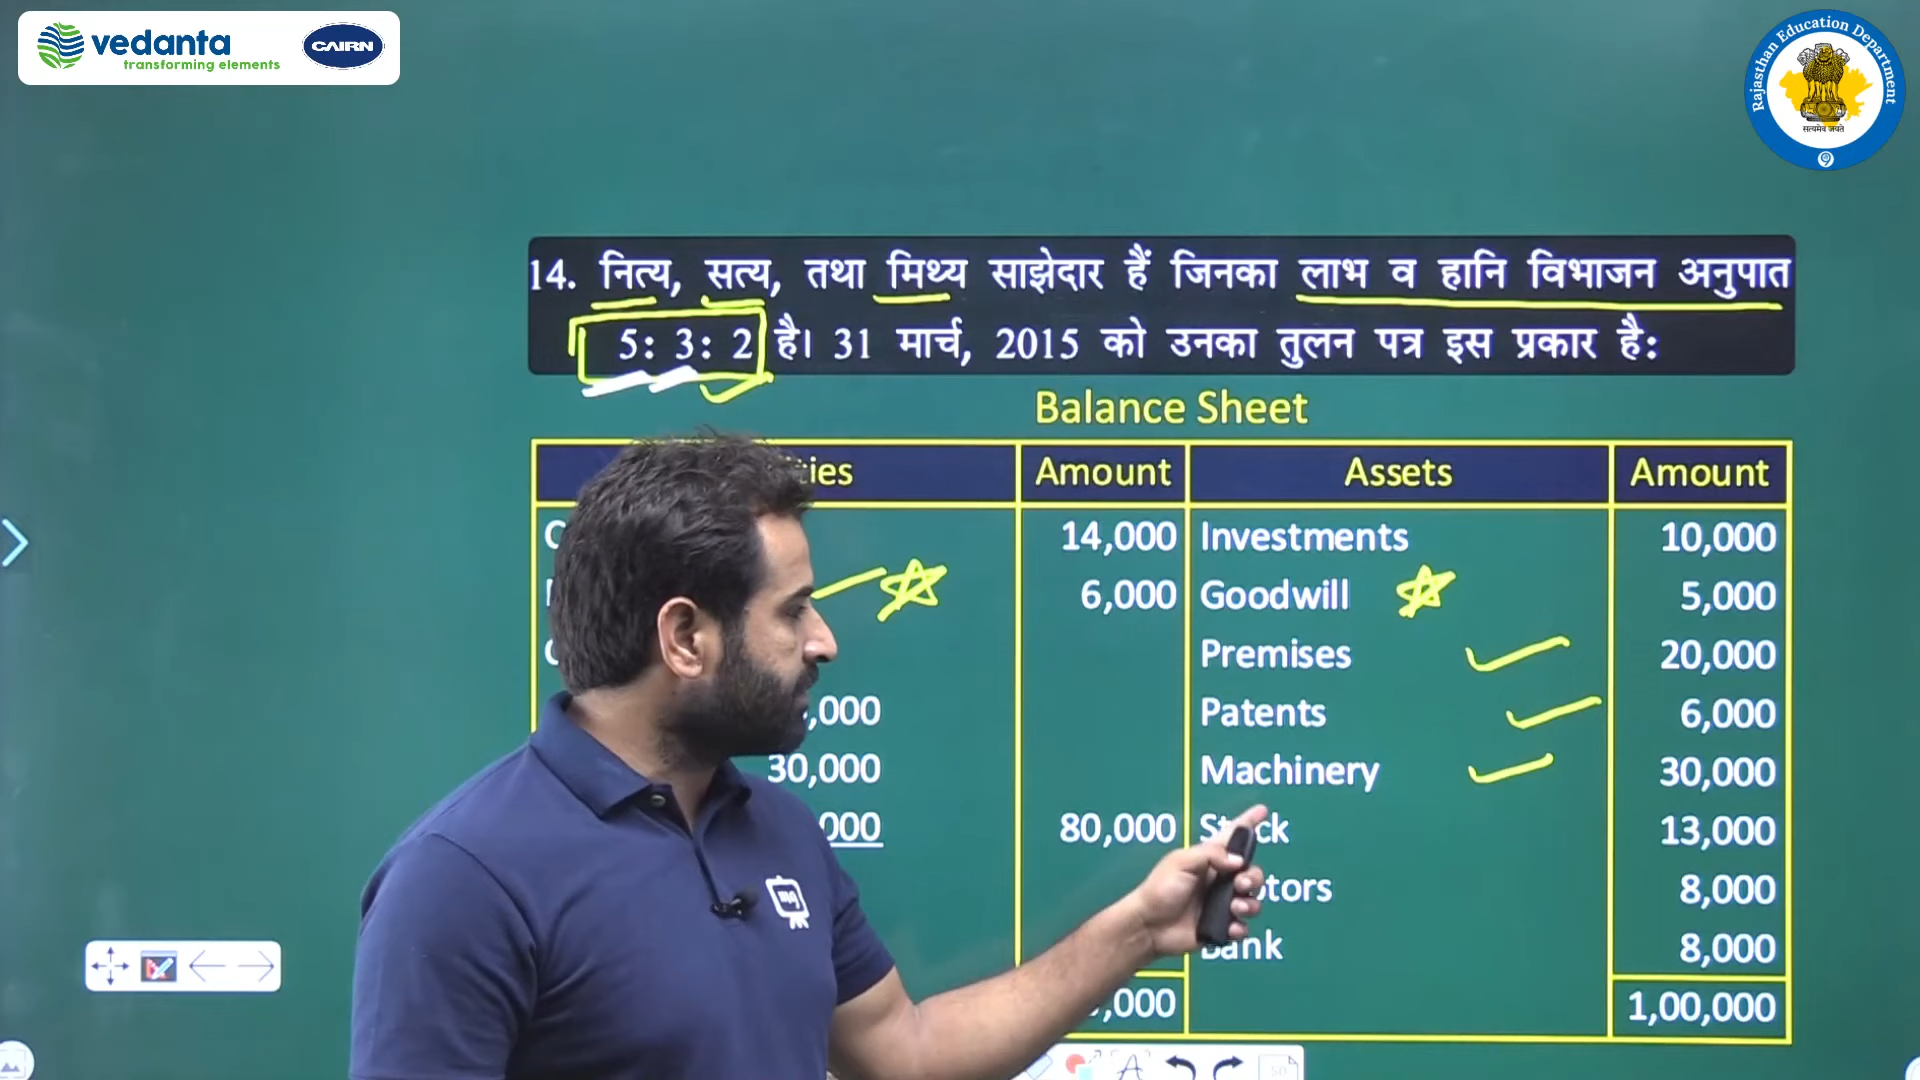 vedanta
transforming elements
CAIRN
Rajasthan Education Department
सत्यमेव जयते
14. नित्य, सत्य, तथा मिथ्य साझेदार हैं जिनका लाभ व हानि विभाजन अनुपात
5: 3: 2 है। 31 मार्च, 2015 को उनका तुलन पत्र इस प्रकार है:
Balance Sheet
Amount Assets Amount
14,000 Investments 10,000
6,000 Goodwill 5,000
Premises 20,000
Patents 6,000
30,000 Machinery 30,000
80,000 13,000
8,000
8,000
1,00,000